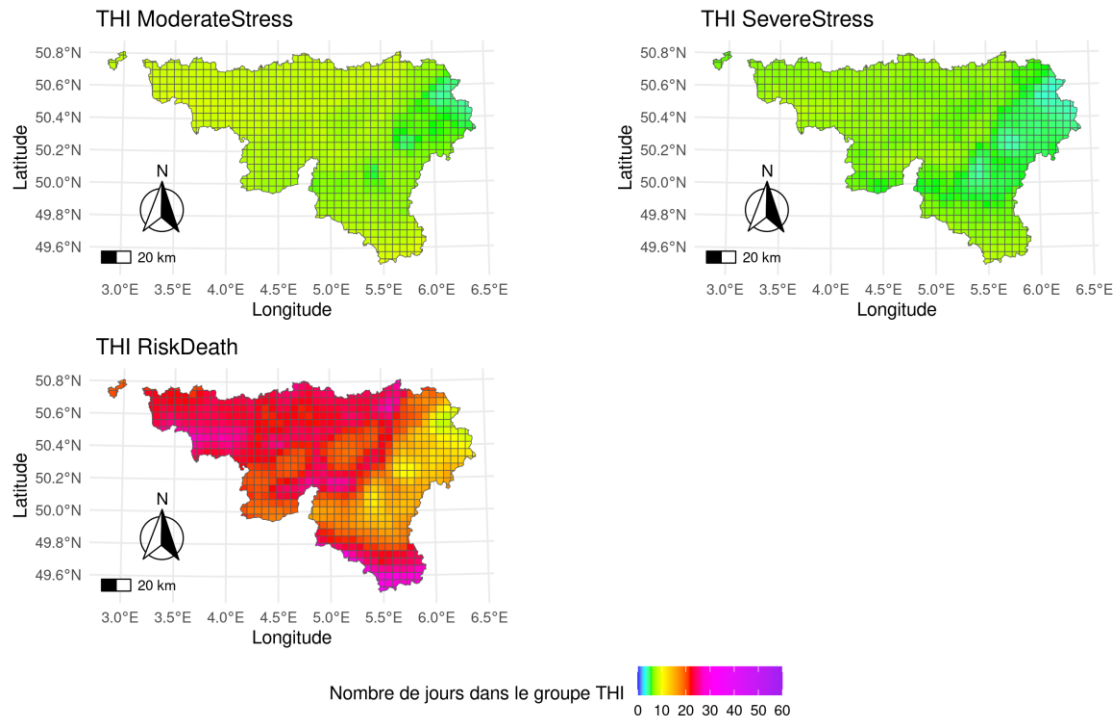 THI ModerateStress
50.8°N
50.6°N
50.4°N
50.2°N
50.0°N
49.8°N
49.6°N
Latitude
N
20 km
3.0°E 3.5°E 4.0°E 4.5°E 5.0°E 5.5°E 6.0°E 6.5°E
Longitude
THI SevereStress
50.8°N
50.6°N
50.4°N
50.2°N
50.0°N
49.8°N
49.6°N
Latitude
N
20 km
3.0°E 3.5°E 4.0°E 4.5°E 5.0°E 5.5°E 6.0°E 6.5°E
Longitude
THI RiskDeath
50.8°N
50.6°N
50.4°N
50.2°N
50.0°N
49.8°N
49.6°N
Latitude
N
20 km
3.0°E 3.5°E 4.0°E 4.5°E 5.0°E 5.5°E 6.0°E 6.5°E
Longitude
Nombre de jours dans le groupe THI
0 10 20 30 40 50 60